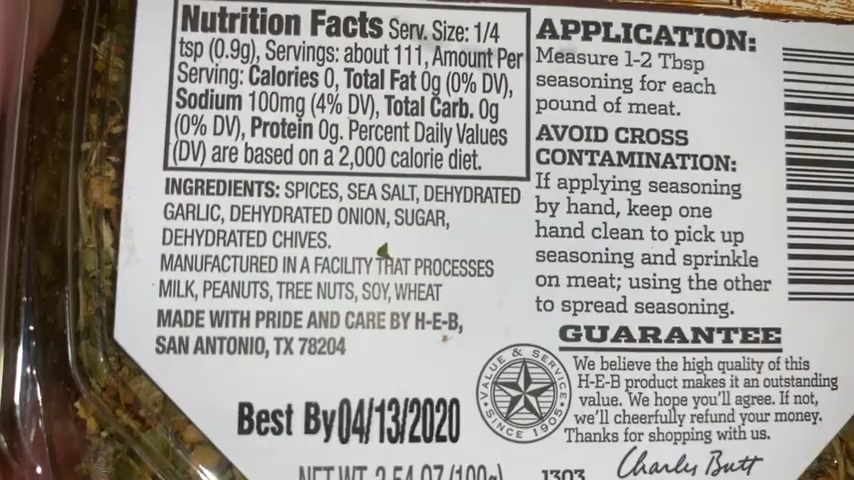 Nutrition Facts Serv. Size: 1/4
tsp (0.9g), Servings: about 111, Amount Per
Serving: Calories 0, Total Fat 0g (0% DV),
Sodium 100mg (4% DV), Total Carb. 0g
(0% DV), Protein 0g. Percent Daily Values
(DV) are based on a 2,000 calorie diet.
INGREDIENTS: SPICES, SEA SALT, DEHYDRATED
GARLIC, DEHYDRATED ONION, SUGAR,
DEHYDRATED CHIVES.
MANUFACTURED IN A FACILITY THAT PROCESSES
MILK, PEANUTS, TREE NUTS, SOY, WHEAT
MADE WITH PRIDE AND CARE BY H-E-B,
SAN ANTONIO, TX 78204
Best By 04/13/2020
NET WT 3.54 OZ (100g)
APPLICATION:
Measure 1-2 Tbsp
seasoning for each
pound of meat.
AVOID CROSS
CONTAMINATION:
If applying seasoning
by hand, keep one
hand clean to pick up
seasoning and sprinkle
on meat; using the other
to spread seasoning.
GUARANTEE
VALUE & SERVICE
SINCE 1905
We believe the high quality of this
H-E-B product makes it an outstanding
value. We hope you'll agree. If not,
we'll cheerfully refund your money.
Thanks for shopping with us.
Charles Butt
1303